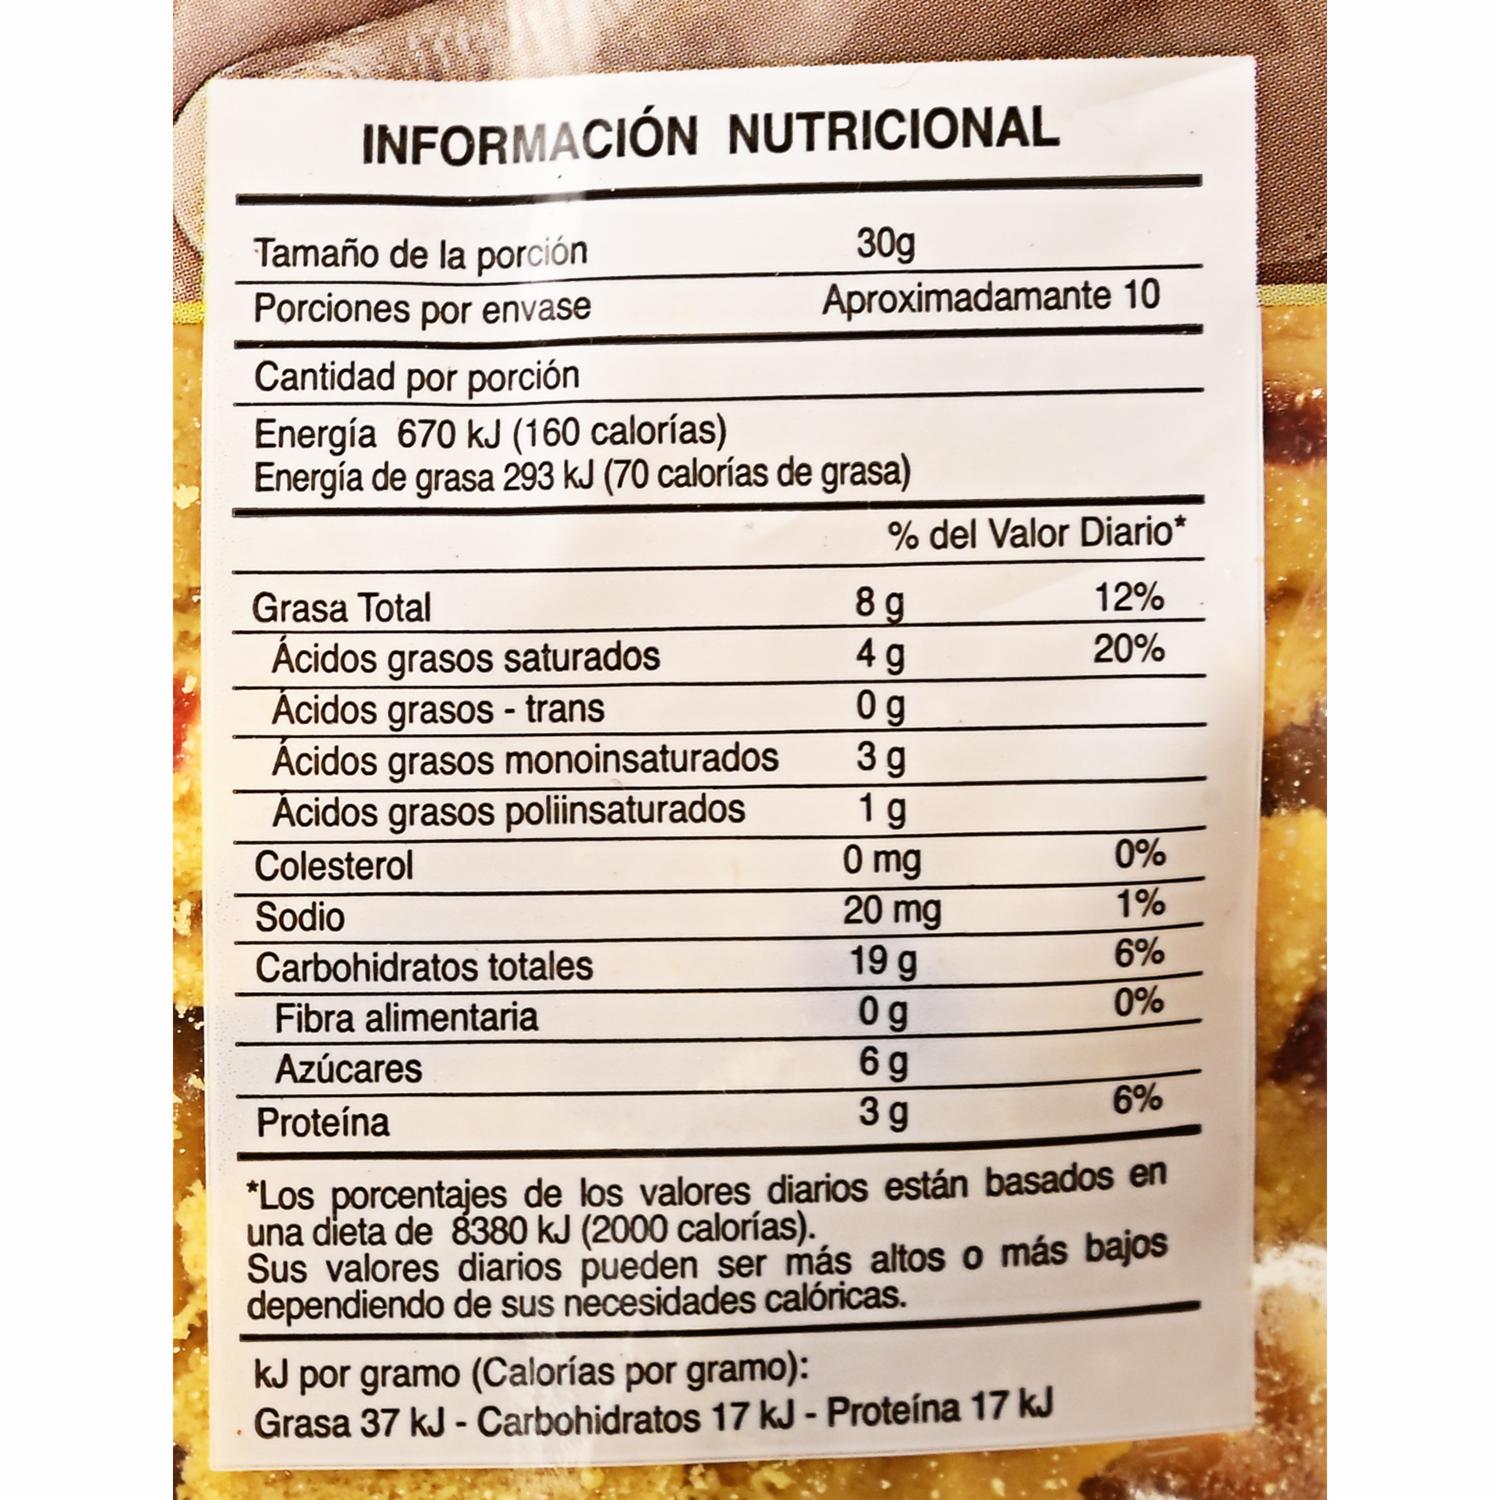 INFORMACIÓN NUTRICIONAL
Tamaño de la porción 30g
Porciones por envase Aproximadamante 10
Cantidad por porción
Energía 670 kJ (160 calorías)
Energía de grasa 293 kJ (70 calorías de grasa)
% del Valor Diario*
Grasa Total 8 g 12%
Ácidos grasos saturados 4 g 20%
Ácidos grasos - trans 0 g
Ácidos grasos monoinsaturados 3 g
Ácidos grasos poliinsaturados 1 g
Colesterol 0 mg 0%
Sodio 20 mg 1%
Carbohidratos totales 19 g 6%
Fibra alimentaria 0 g 0%
Azúcares 6 g
Proteína 3 g 6%
*Los porcentajes de los valores diarios están basados en
una dieta de 8380 kJ (2000 calorías).
Sus valores diarios pueden ser más altos o más bajos
dependiendo de sus necesidades calóricas.
kJ por gramo (Calorías por gramo):
Grasa 37 kJ - Carbohidratos 17 kJ - Proteína 17 kJ